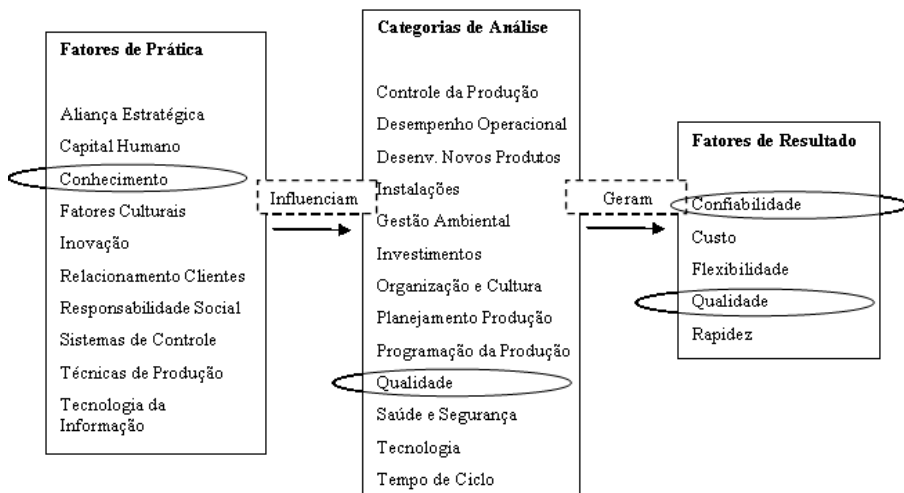 Fatores de Prática
Aliança Estratégica
Capital Humano
Conhecimento
Fatores Culturais
Inovação
Relacionamento Clientes
Responsabilidade Social
Sistemas de Controle
Técnicas de Produção
Tecnologia da
Informação
Influenciam
Categorias de Análise
Controle da Produção
Desempenho Operacional
Desenv. Novos Produtos
Instalações
Gestão Ambiental
Investimentos
Organização e Cultura
Planejamento Produção
Programação da Produção
Qualidade
Saúde e Segurança
Tecnologia
Tempo de Ciclo
Geram
Fatores de Resultado
Confiabilidade
Custo
Flexibilidade
Qualidade
Rapidez